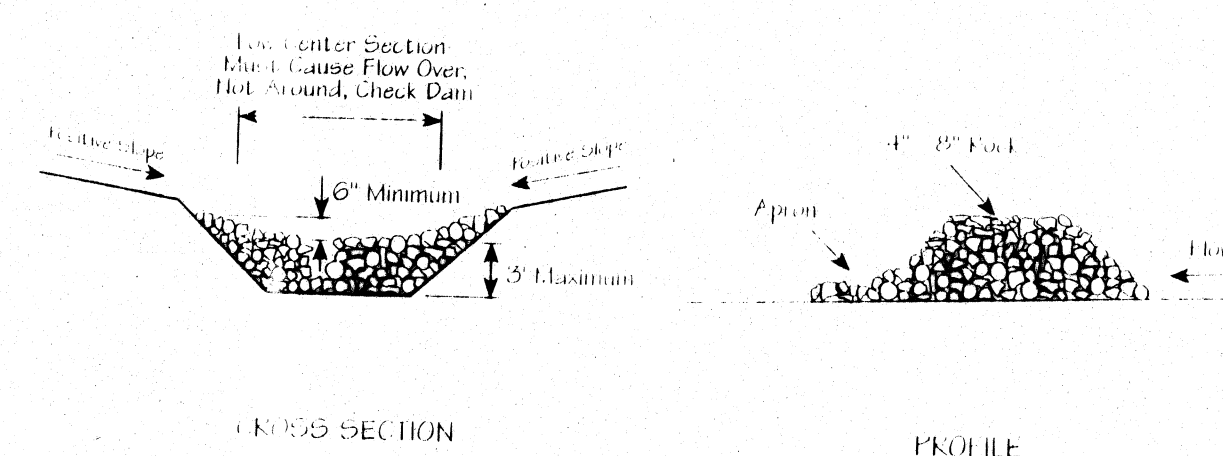 Low Center Section
Must Cause Flow Over,
Not Around, Check Dam
Positive Slope
Positive Slope
6" Minimum
3' Maximum
CROSS SECTION
4" 8" Rock
Apron
PROFILE